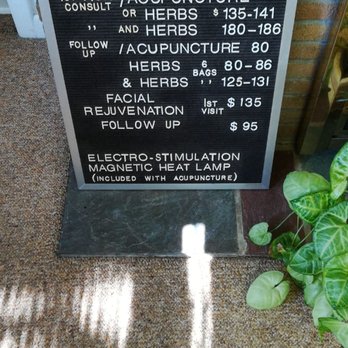 CONSULT /ACUPUNCTURE
OR HERBS $135-141
" AND HERBS 180-186
FOLLOW UP /ACUPUNCTURE 80
HERBS 6 BAGS 80-86
& HERBS " 125-131
FACIAL REJUVENATION 1ST VISIT $135
FOLLOW UP $95
ELECTRO-STIMULATION
MAGNETIC HEAT LAMP
(INCLUDED WITH ACUPUNCTURE)